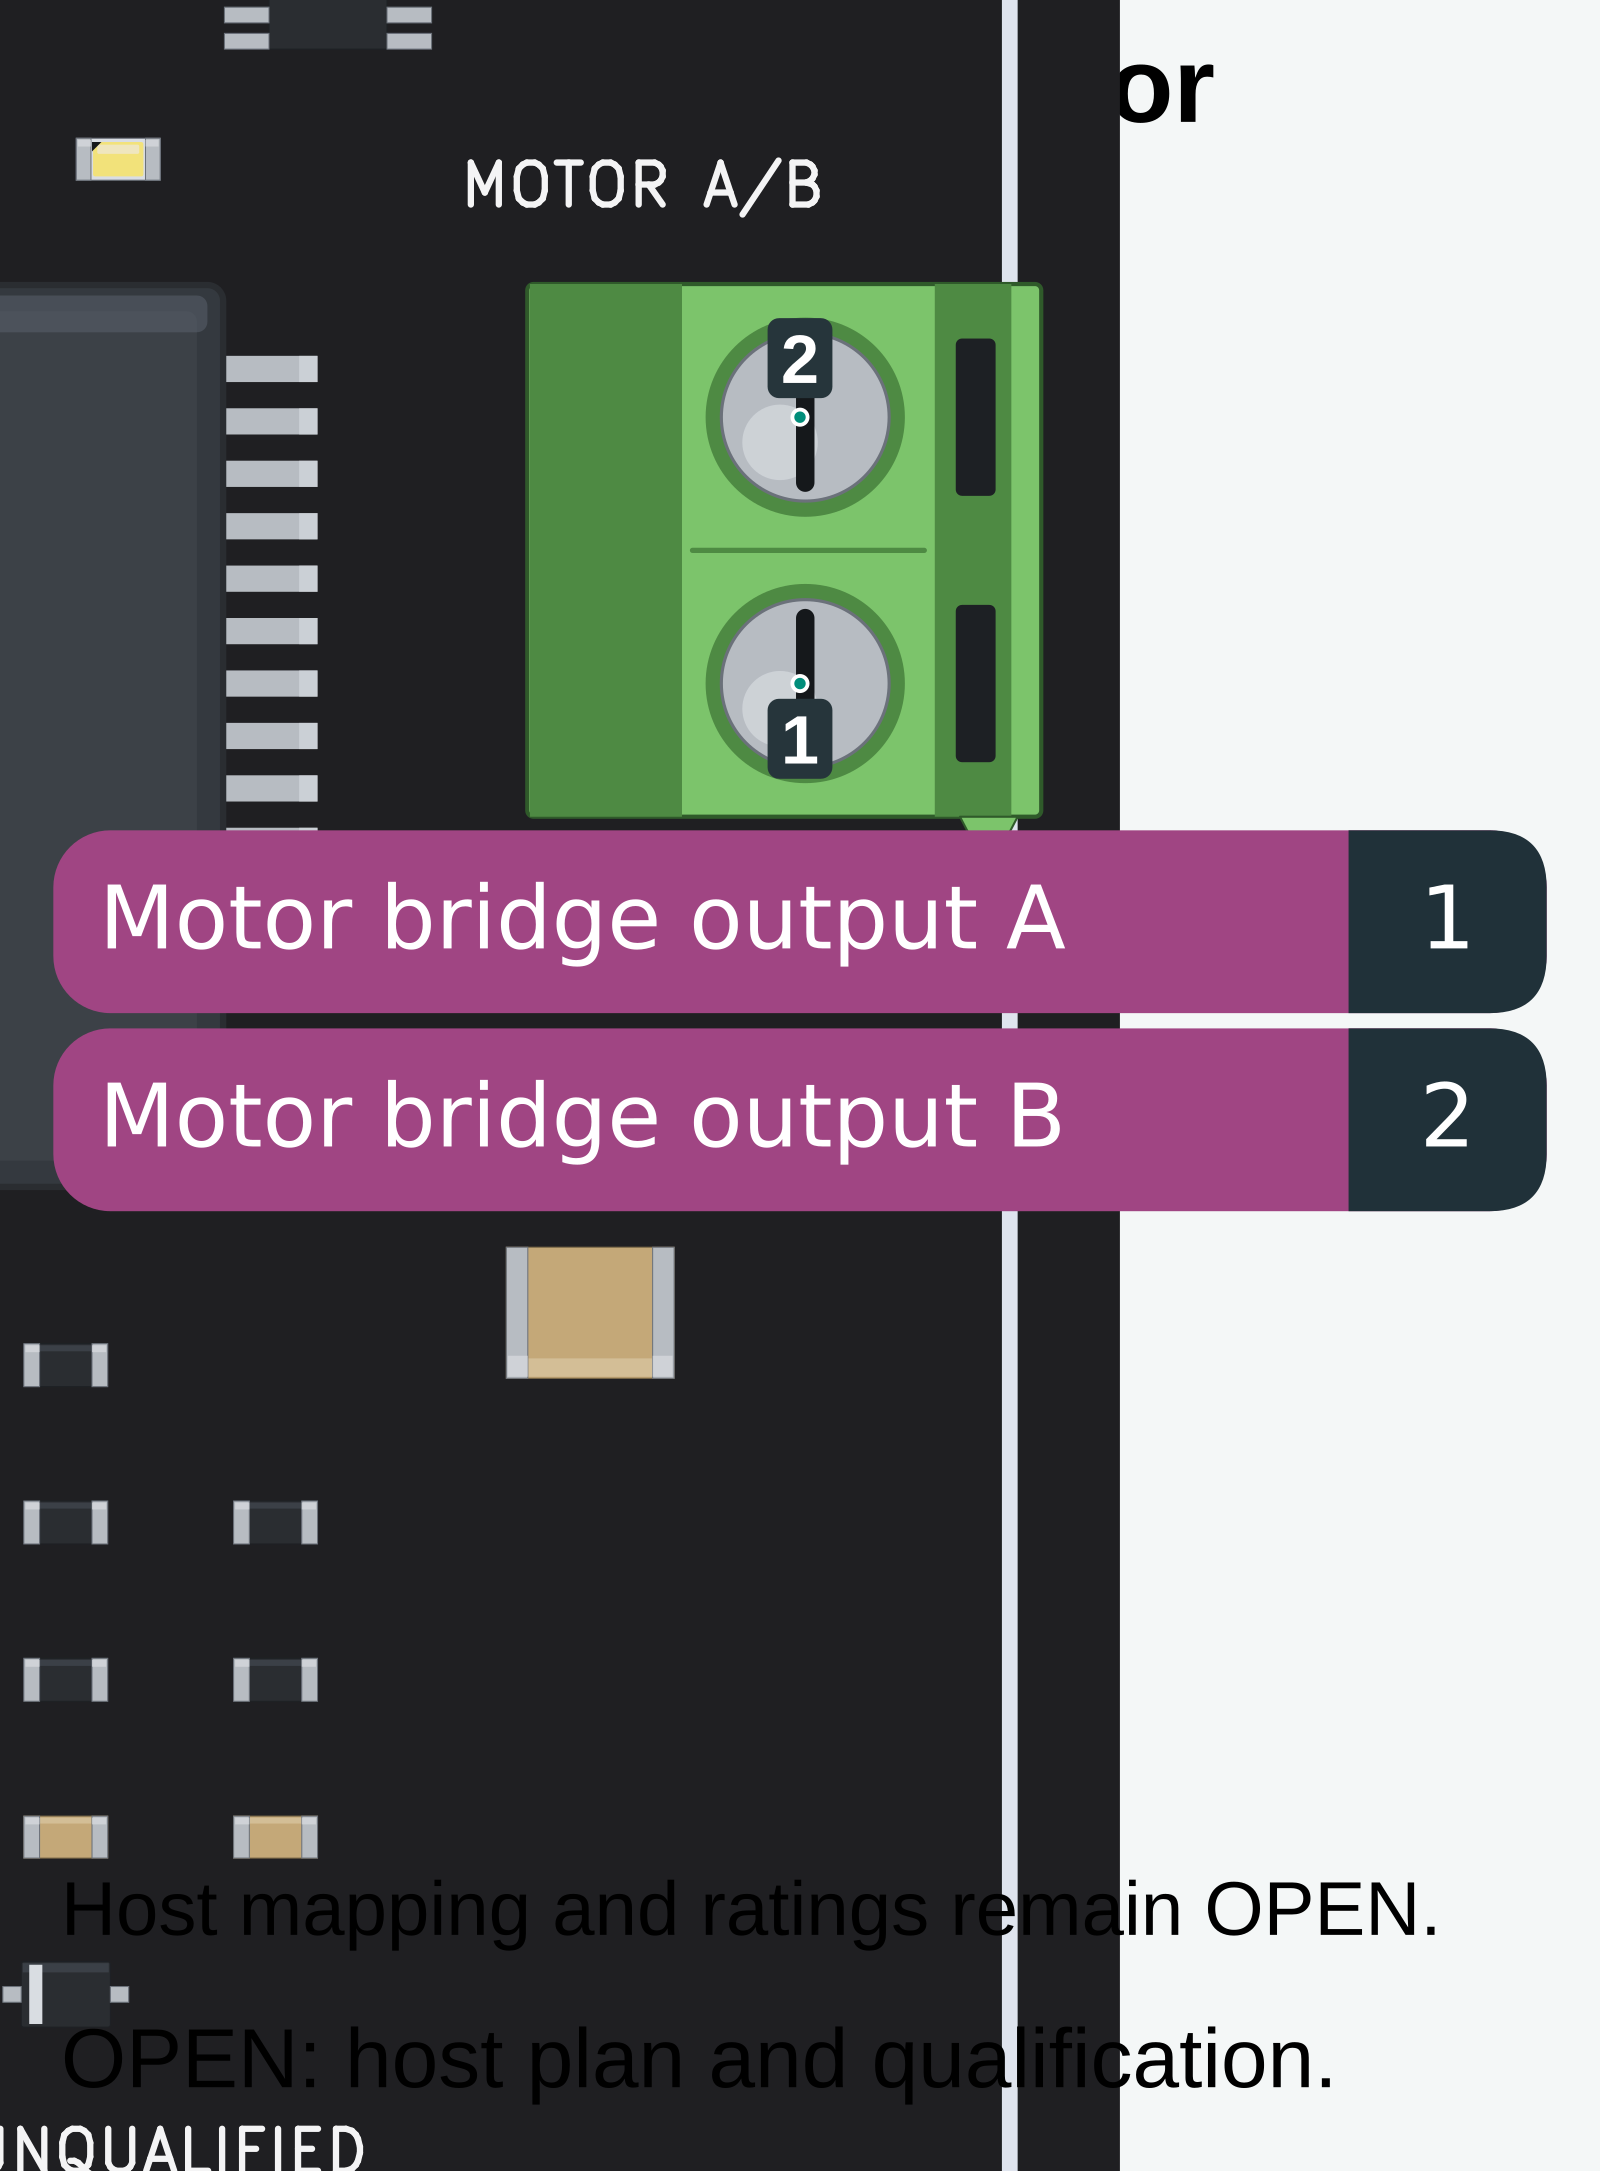 or
MOTOR A/B
2
1
Motor bridge output A 1
Motor bridge output B 2
Host mapping and ratings remain OPEN.
OPEN: host plan and qualification.
NQUALIFIED